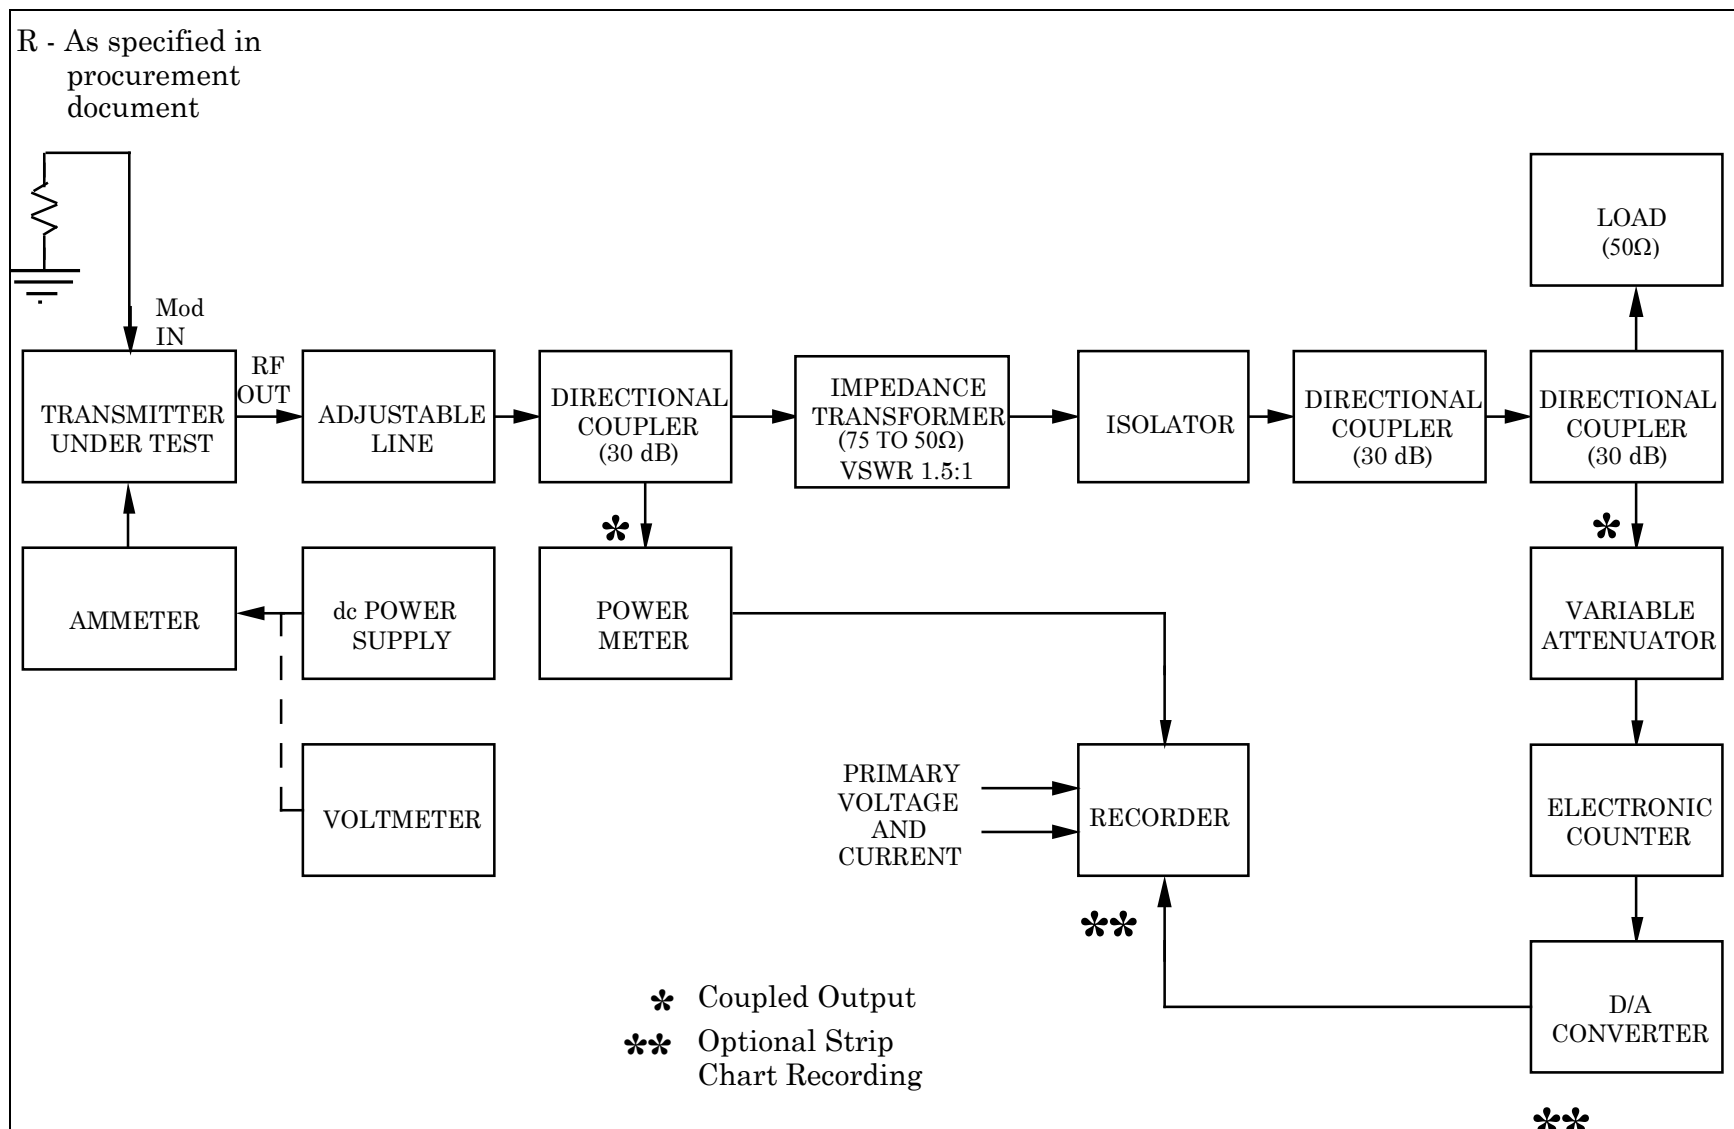 R - As specified in
procurement
document
Mod
IN
RF
OUT
LOAD
(50Ω)
TRANSMITTER
UNDER TEST
ADJUSTABLE
LINE
DIRECTIONAL
COUPLER
(30 dB)
IMPEDANCE
TRANSFORMER
(75 TO 50Ω)
VSWR 1.5:1
ISOLATOR
DIRECTIONAL
COUPLER
(30 dB)
DIRECTIONAL
COUPLER
(30 dB)
*
*
AMMETER
dc POWER
SUPPLY
POWER
METER
VARIABLE
ATTENUATOR
VOLTMETER
PRIMARY
VOLTAGE
AND
CURRENT
RECORDER
ELECTRONIC
COUNTER
**
* Coupled Output
** Optional Strip
Chart Recording
D/A
CONVERTER
**